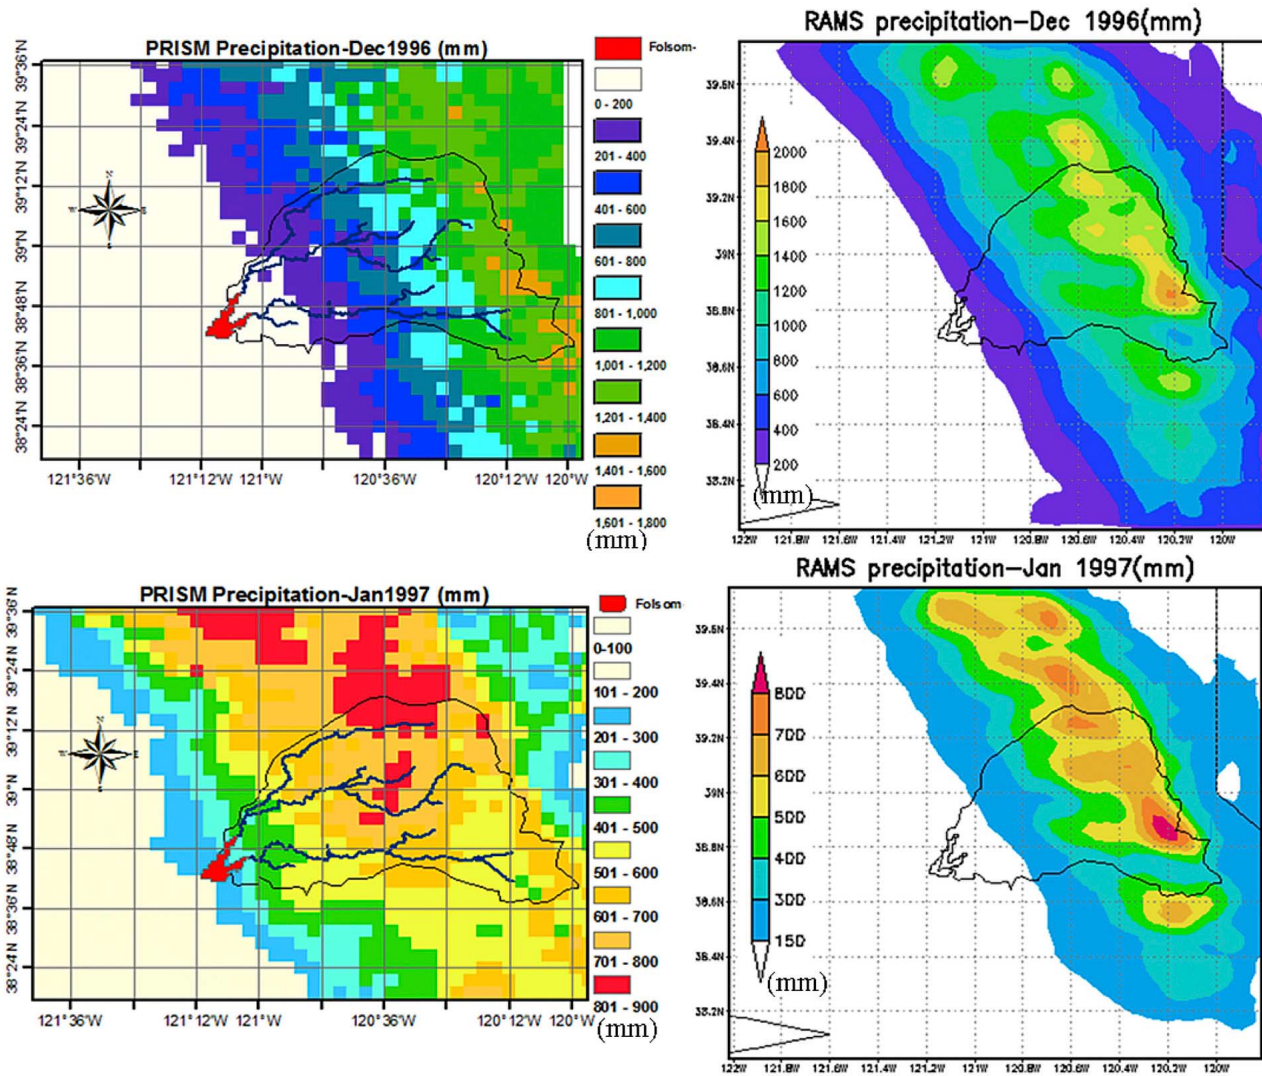 PRISM Precipitation-Dec1996 (mm)
39°36'N
39°24'N
39°12'N
39°N
38°48'N
38°36'N
38°24'N
121°36'W
121°12'W
121°W
120°36'W
120°12'W
120°W
Folsom-
0 - 200
201 - 400
401 - 600
601 - 800
801 - 1,000
1,001 - 1,200
1,201 - 1,400
1,401 - 1,600
1,601 - 1,800
(mm)
RAMS precipitation-Dec 1996(mm)
39.5N
39.4N
39.2N
39N
38.8N
38.6N
38.4N
38.2N
2000
1800
1600
1400
1200
1000
800
600
400
200
(mm)
122W
121.8W
121.6W
121.4W
121.2W
121W
120.8W
120.6W
120.4W
120.2W
120W
PRISM Precipitation-Jan1997 (mm)
39°36'N
39°24'N
39°12'N
39°N
38°48'N
38°36'N
38°24'N
121°36'W
121°12'W
121°W
120°36'W
120°12'W
120°W
Folsom
0-100
101 - 200
201 - 300
301 - 400
401 - 500
501 - 600
601 - 700
701 - 800
801 - 900
(mm)
RAMS precipitation-Jan 1997(mm)
39.5N
39.4N
39.2N
39N
38.8N
38.6N
38.4N
38.2N
800
700
600
500
400
300
150
(mm)
122W
121.8W
121.6W
121.4W
121.2W
121W
120.8W
120.6W
120.4W
120.2W
120W